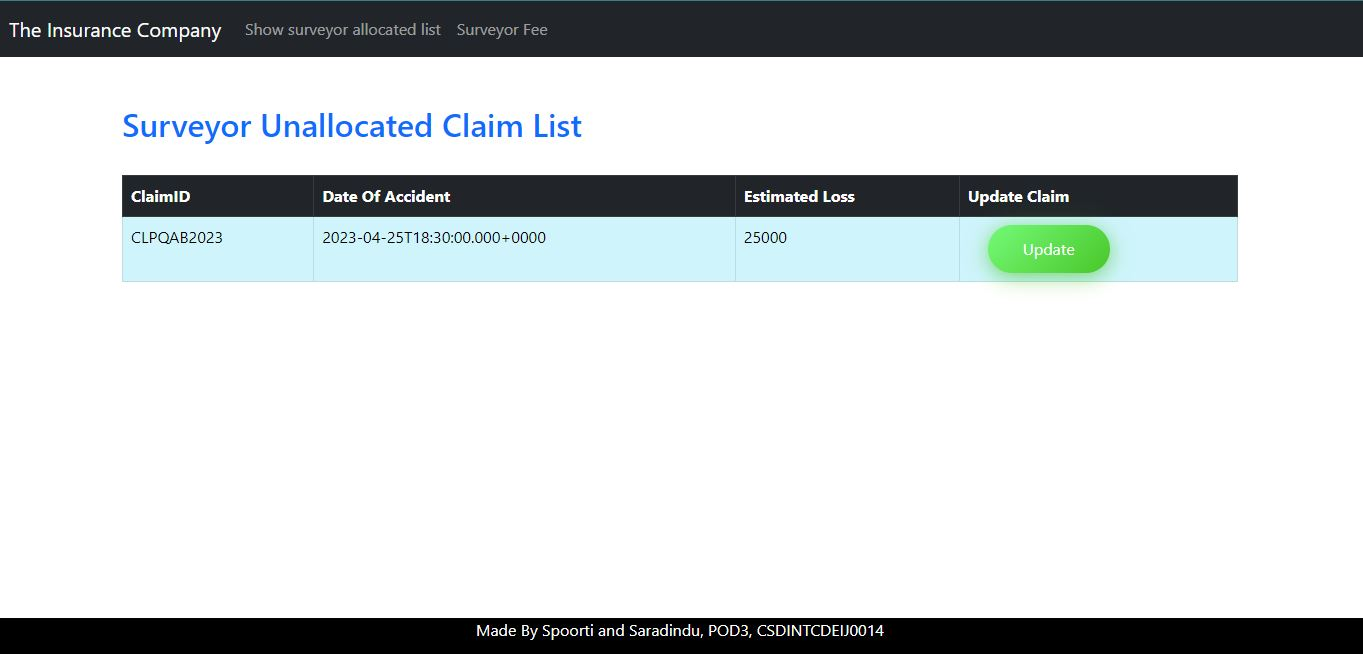 The Insurance Company Show surveyor allocated list Surveyor Fee
Surveyor Unallocated Claim List
ClaimID Date Of Accident Estimated Loss Update Claim
CLPQAB2023 2023-04-25T18:30:00.000+0000 25000 Update
Made By Spoorti and Saradindu, POD3, CSDINTCDEIJ0014